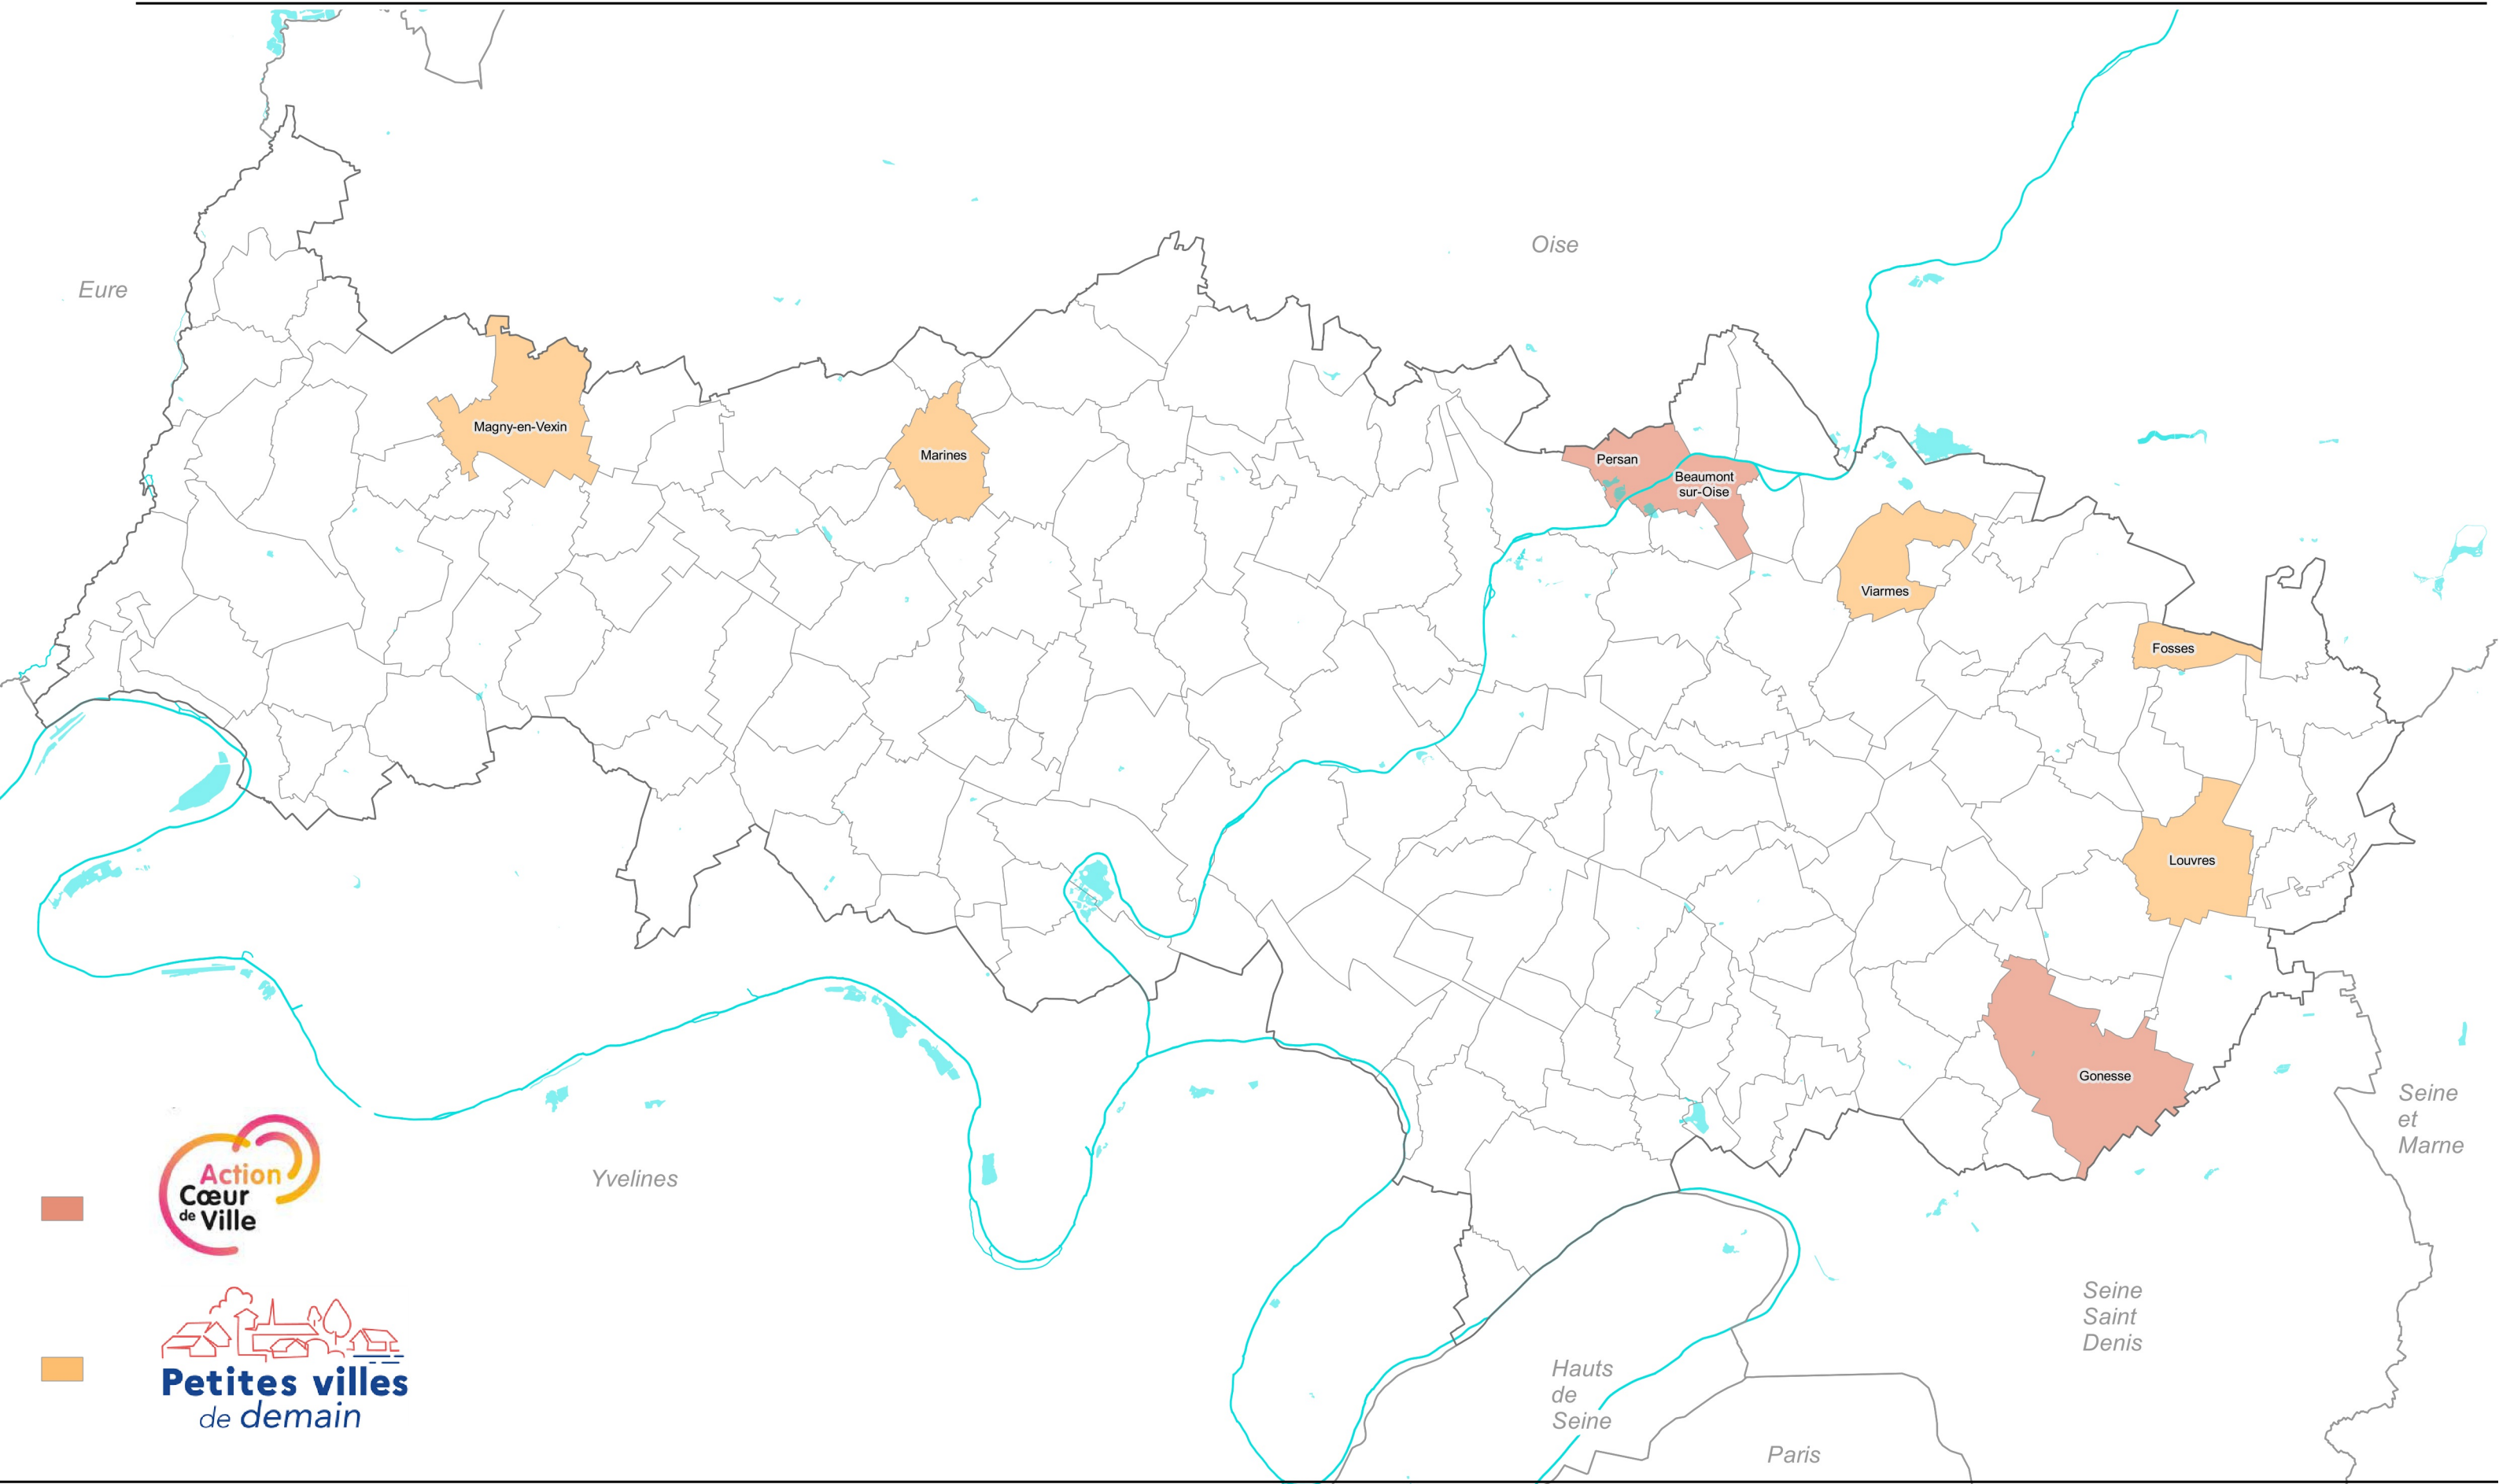 Oise
Eure
Magny-en-Vexin
Marines
Persan
Beaumont
sur-Oise
Viarmes
Fosses
Louvres
Gonesse
Seine
et
Marne
Yvelines
Action
Cœur
de Ville
Seine
Saint
Denis
Hauts
de
Seine
Petites villes
de demain
Paris